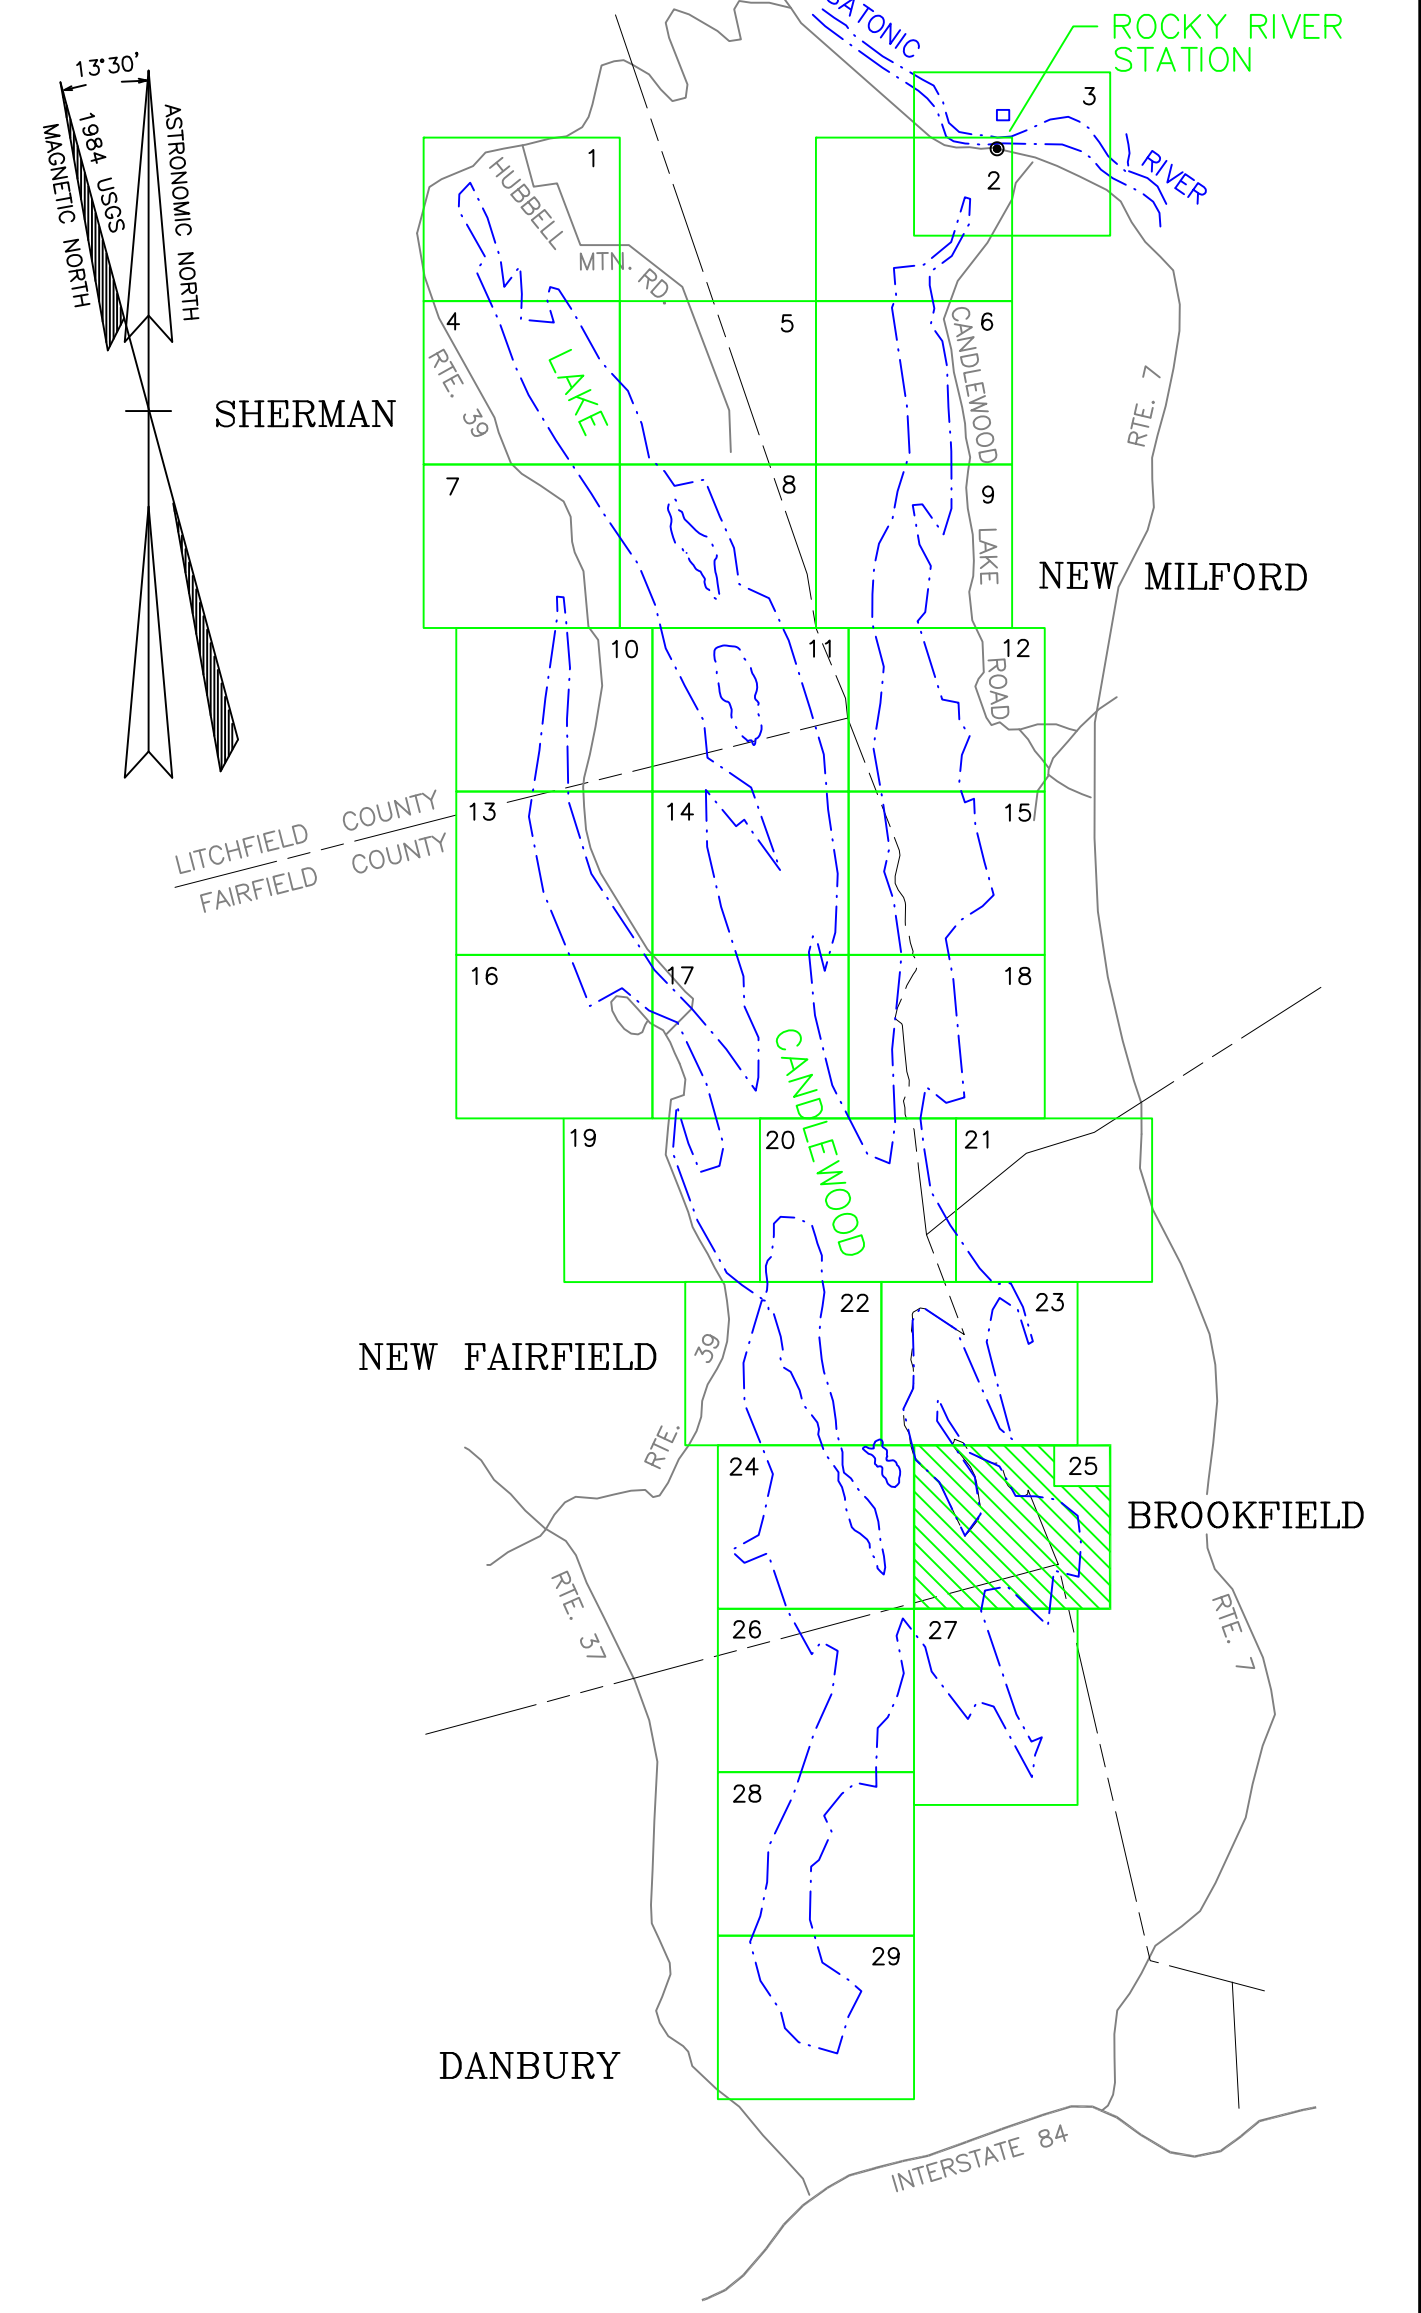 ROCKY RIVER
STATION
RIVER
13°30'
1984 USGS
MAGNETIC NORTH
ASTRONOMIC NORTH
1
2
3
HUBBELL
MTN. RD.
4
5
6
RTE. 39
LAKE
CANDLEWOOD
LAKE
ROAD
RTE. 7
SHERMAN
7
8
9
NEW MILFORD
10
11
12
LITCHFIELD COUNTY
FAIRFIELD COUNTY
13
14
15
16
17
18
CANDLEWOOD
19
20
21
22
23
NEW FAIRFIELD
RTE. 39
24
25
BROOKFIELD
RTE. 37
RTE. 7
26
27
28
29
DANBURY
INTERSTATE 84